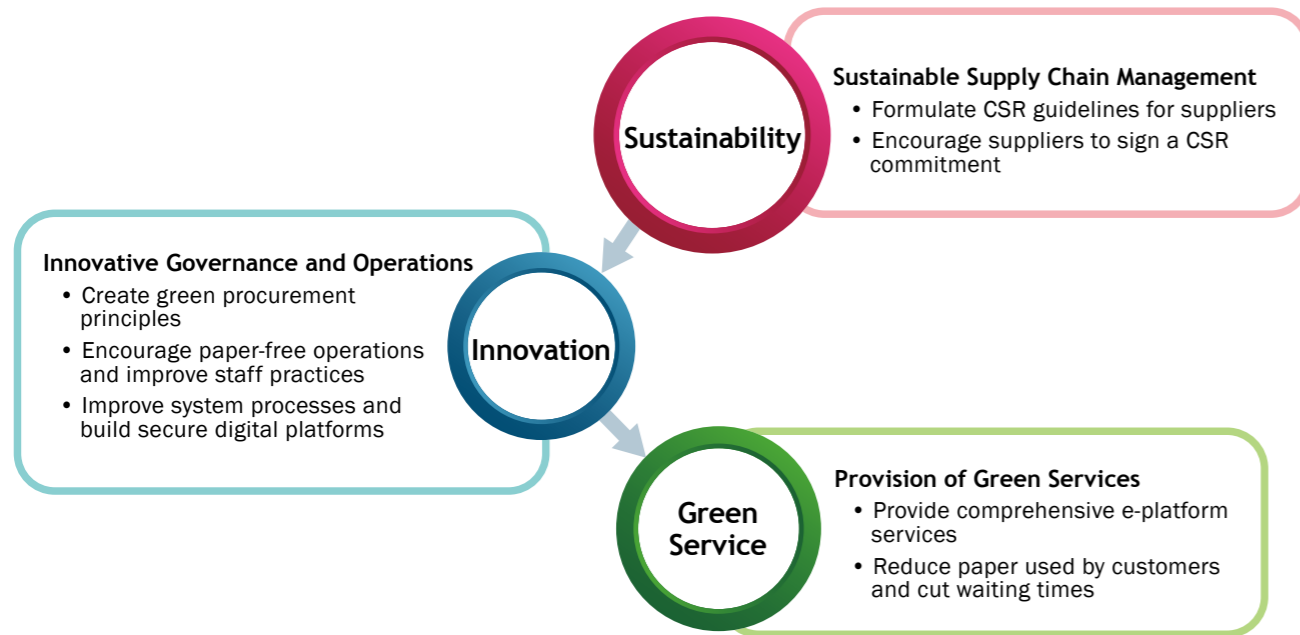 Sustainability
Sustainable Supply Chain Management
• Formulate CSR guidelines for suppliers
• Encourage suppliers to sign a CSR
commitment
Innovative Governance and Operations
• Create green procurement
principles
• Encourage paper-free operations
and improve staff practices
• Improve system processes and
build secure digital platforms
Innovation
Green
Service
Provision of Green Services
• Provide comprehensive e-platform
services
• Reduce paper used by customers
and cut waiting times